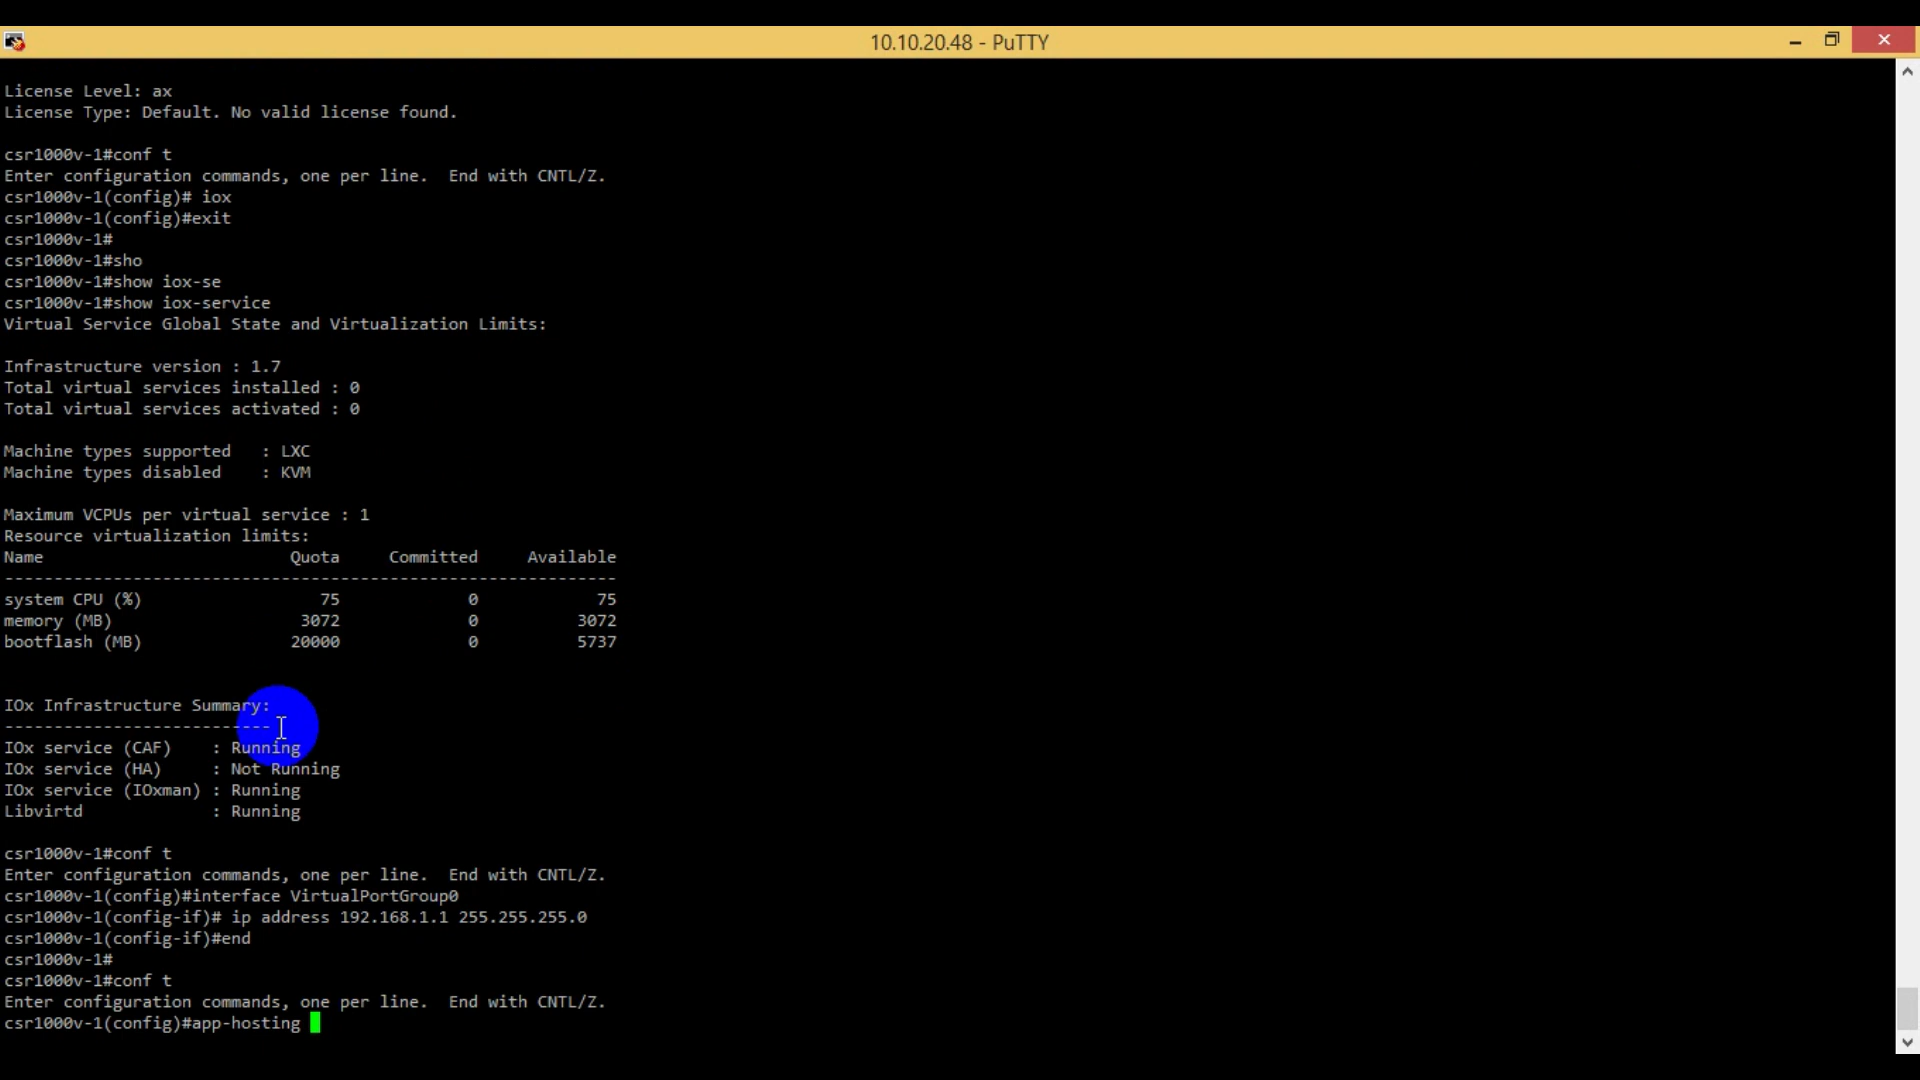 10.10.20.48 - PuTTY
License Level: ax
License Type: Default. No valid license found.
csr1000v-1#conf t
Enter configuration commands, one per line.  End with CNTL/Z.
csr1000v-1(config)# iox
csr1000v-1(config)#exit
csr1000v-1#
csr1000v-1#sho
csr1000v-1#show iox-se
csr1000v-1#show iox-service
Virtual Service Global State and Virtualization Limits:
Infrastructure version : 1.7
Total virtual services installed : 0
Total virtual services activated : 0
Machine types supported   : LXC
Machine types disabled    : KVM
Maximum VCPUs per virtual service : 1
Resource virtualization limits:
Name                         Quota     Committed     Available
--------------------------------------------------------------
system CPU (%)                  75             0            75
memory (MB)                   3072             0          3072
bootflash (MB)               20000             0          5737
IOx Infrastructure Summary:
---------------------------
IOx service (CAF)    : Running
IOx service (HA)     : Not Running
IOx service (IOxman) : Running
Libvirtd             : Running
csr1000v-1#conf t
Enter configuration commands, one per line.  End with CNTL/Z.
csr1000v-1(config)#interface VirtualPortGroup0
csr1000v-1(config-if)# ip address 192.168.1.1 255.255.255.0
csr1000v-1(config-if)#end
csr1000v-1#
csr1000v-1#conf t
Enter configuration commands, one per line.  End with CNTL/Z.
csr1000v-1(config)#app-hosting